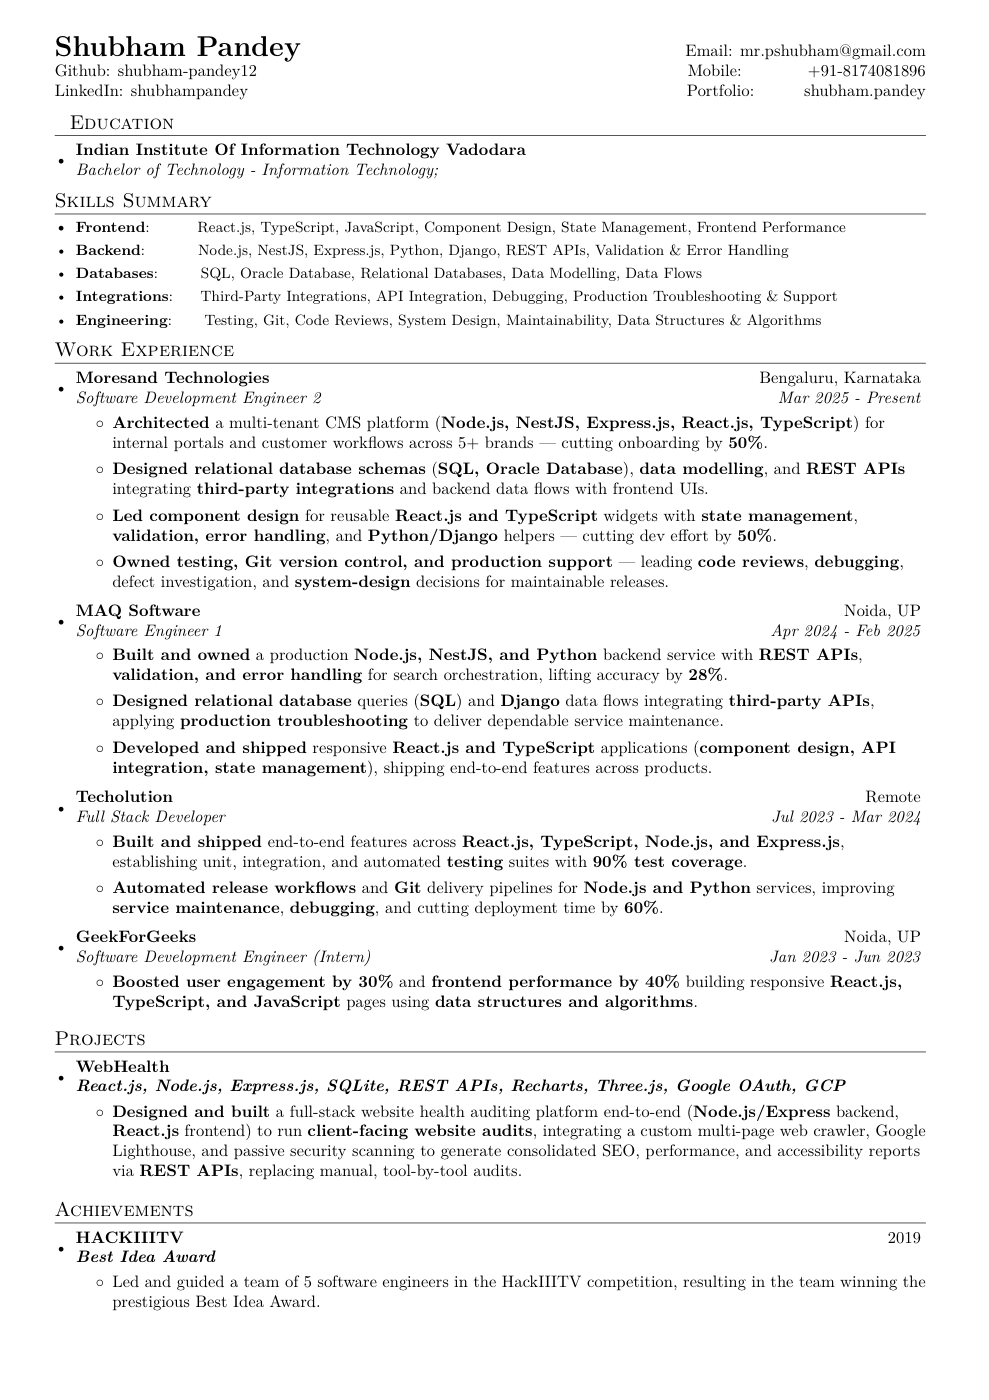 Shubham Pandey
Github: shubham-pandey12
LinkedIn: shubhampandey
Email: mr.pshubham@gmail.com
Mobile: +91-8174081896
Portfolio: shubham.pandey
Education
• Indian Institute Of Information Technology Vadodara
Bachelor of Technology - Information Technology;
Skills Summary
• Frontend: React.js, TypeScript, JavaScript, Component Design, State Management, Frontend Performance
• Backend: Node.js, NestJS, Express.js, Python, Django, REST APIs, Validation & Error Handling
• Databases: SQL, Oracle Database, Relational Databases, Data Modelling, Data Flows
• Integrations: Third-Party Integrations, API Integration, Debugging, Production Troubleshooting & Support
• Engineering: Testing, Git, Code Reviews, System Design, Maintainability, Data Structures & Algorithms
Work Experience
• Moresand Technologies Bengaluru, Karnataka
Software Development Engineer 2 Mar 2025 - Present
◦ Architected a multi-tenant CMS platform (Node.js, NestJS, Express.js, React.js, TypeScript) for
internal portals and customer workflows across 5+ brands — cutting onboarding by 50%.
◦ Designed relational database schemas (SQL, Oracle Database), data modelling, and REST APIs
integrating third-party integrations and backend data flows with frontend UIs.
◦ Led component design for reusable React.js and TypeScript widgets with state management,
validation, error handling, and Python/Django helpers — cutting dev effort by 50%.
◦ Owned testing, Git version control, and production support — leading code reviews, debugging,
defect investigation, and system-design decisions for maintainable releases.
• MAQ Software Noida, UP
Software Engineer 1 Apr 2024 - Feb 2025
◦ Built and owned a production Node.js, NestJS, and Python backend service with REST APIs,
validation, and error handling for search orchestration, lifting accuracy by 28%.
◦ Designed relational database queries (SQL) and Django data flows integrating third-party APIs,
applying production troubleshooting to deliver dependable service maintenance.
◦ Developed and shipped responsive React.js and TypeScript applications (component design, API
integration, state management), shipping end-to-end features across products.
• Techolution Remote
Full Stack Developer Jul 2023 - Mar 2024
◦ Built and shipped end-to-end features across React.js, TypeScript, Node.js, and Express.js,
establishing unit, integration, and automated testing suites with 90% test coverage.
◦ Automated release workflows and Git delivery pipelines for Node.js and Python services, improving
service maintenance, debugging, and cutting deployment time by 60%.
• GeekForGeeks Noida, UP
Software Development Engineer (Intern) Jan 2023 - Jun 2023
◦ Boosted user engagement by 30% and frontend performance by 40% building responsive React.js,
TypeScript, and JavaScript pages using data structures and algorithms.
Projects
• WebHealth
React.js, Node.js, Express.js, SQLite, REST APIs, Recharts, Three.js, Google OAuth, GCP
◦ Designed and built a full-stack website health auditing platform end-to-end (Node.js/Express backend,
React.js frontend) to run client-facing website audits, integrating a custom multi-page web crawler, Google
Lighthouse, and passive security scanning to generate consolidated SEO, performance, and accessibility reports
via REST APIs, replacing manual, tool-by-tool audits.
Achievements
• HACKIIITV 2019
Best Idea Award
◦ Led and guided a team of 5 software engineers in the HackIIITV competition, resulting in the team winning the
prestigious Best Idea Award.